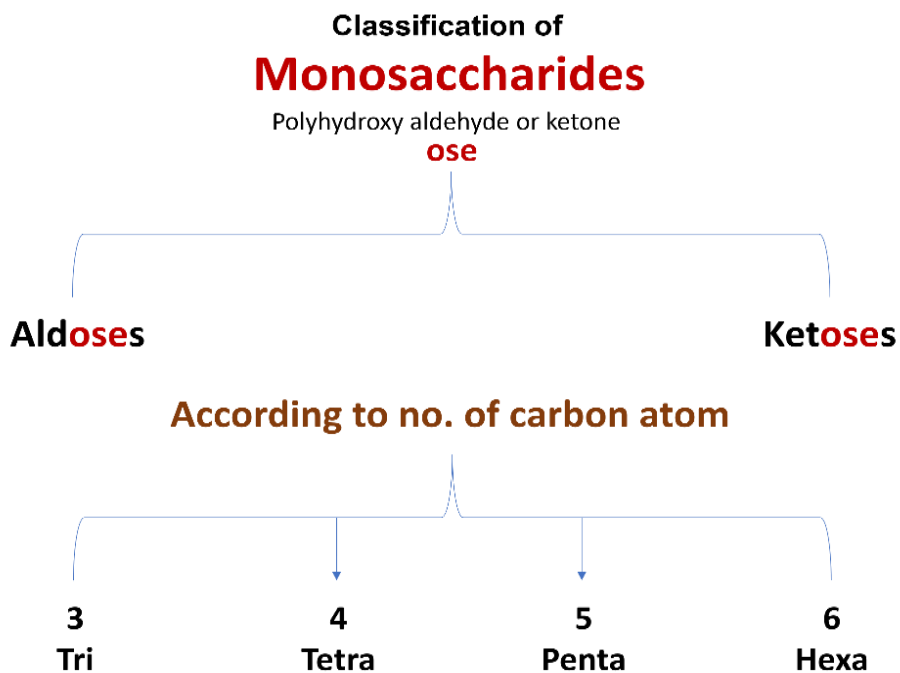 Classification of
Monosaccharides
Polyhydroxy aldehyde or ketone
ose
Aldoses Ketoses
According to no. of carbon atom
3 4 5 6
Tri Tetra Penta Hexa